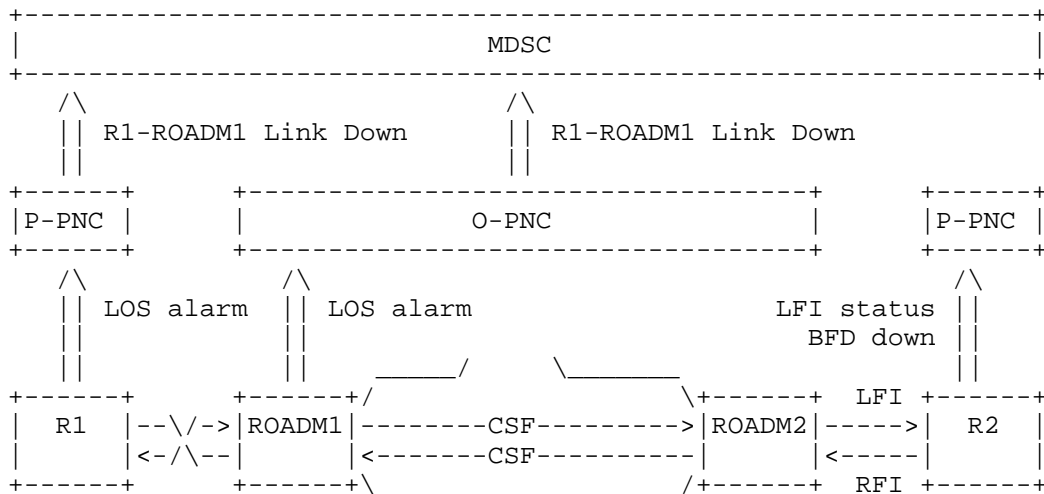 MDSC
R1-ROADM1 Link Down R1-ROADM1 Link Down
P-PNC O-PNC P-PNC
LOS alarm LOS alarm LFI status
BFD down
LFI
R1 ROADM1 CSF ROADM2 R2
CSF
RFI